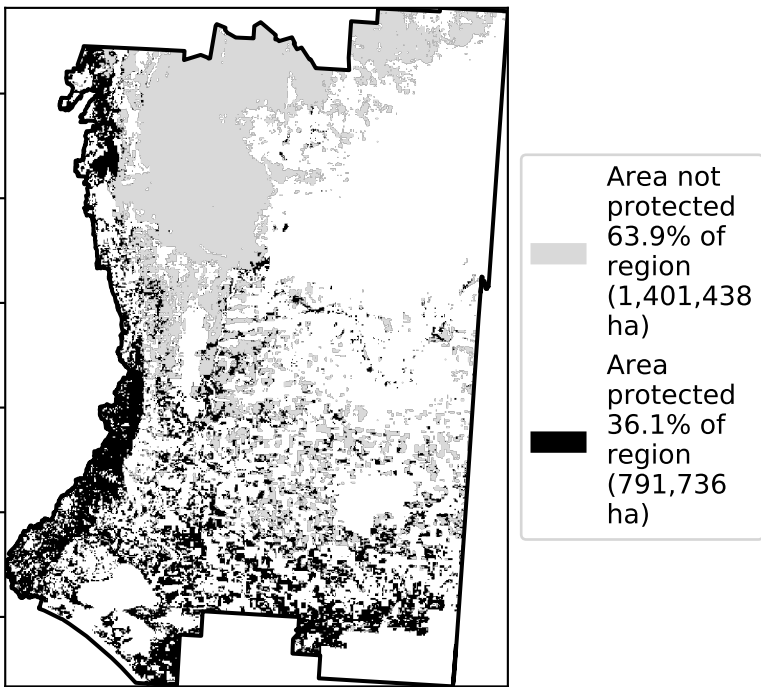 Area not
protected
63.9% of
region
(1,401,438
ha)
Area
protected
36.1% of
region
(791,736
ha)